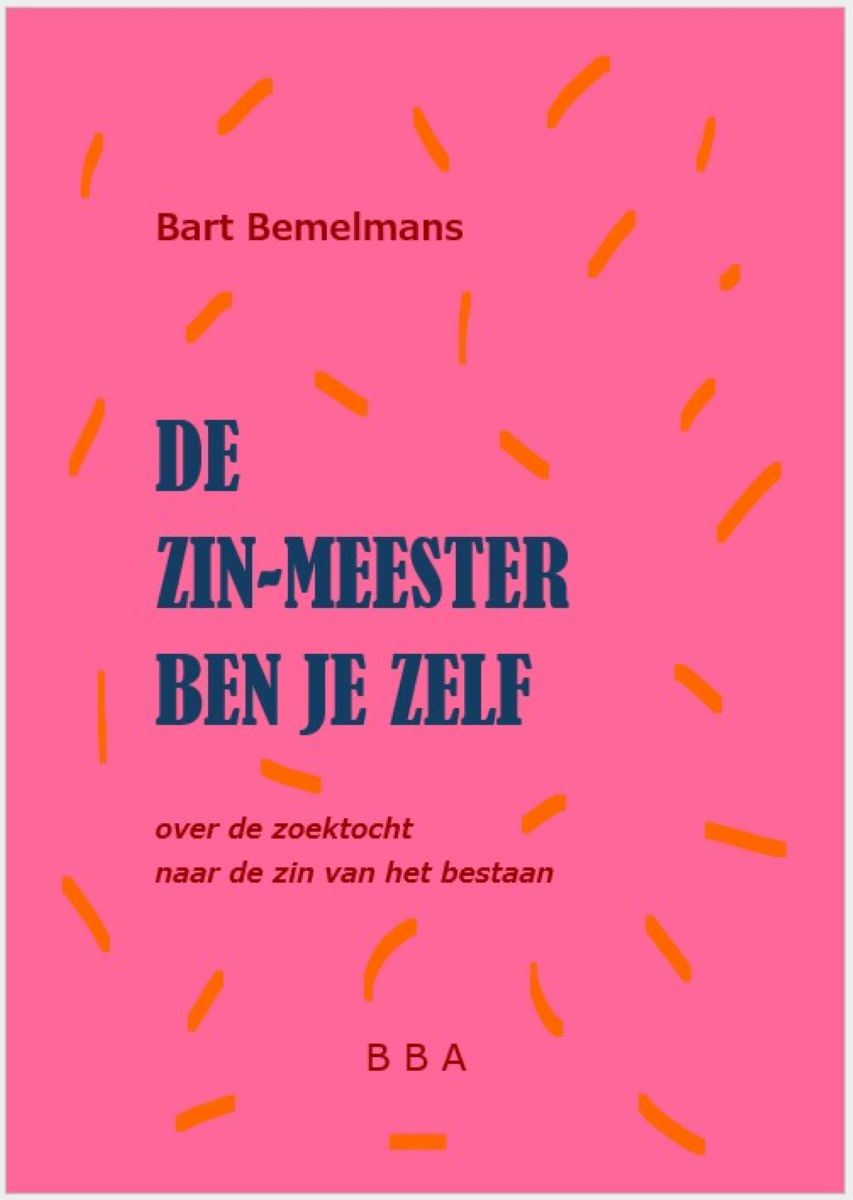 Bart Bemelmans
DE
ZIN-MEESTER
BEN JE ZELF
over de zoektocht
naar de zin van het bestaan
B B A